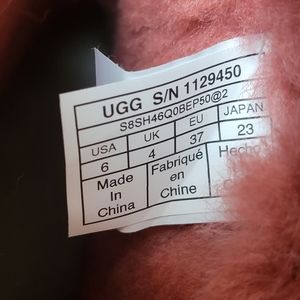 UGG S/N 1129450
S8SH46Q0BEP50@2
USA UK EU JAPAN
6 4 37 23
Made Fabriqué Hecho
In en
China Chine